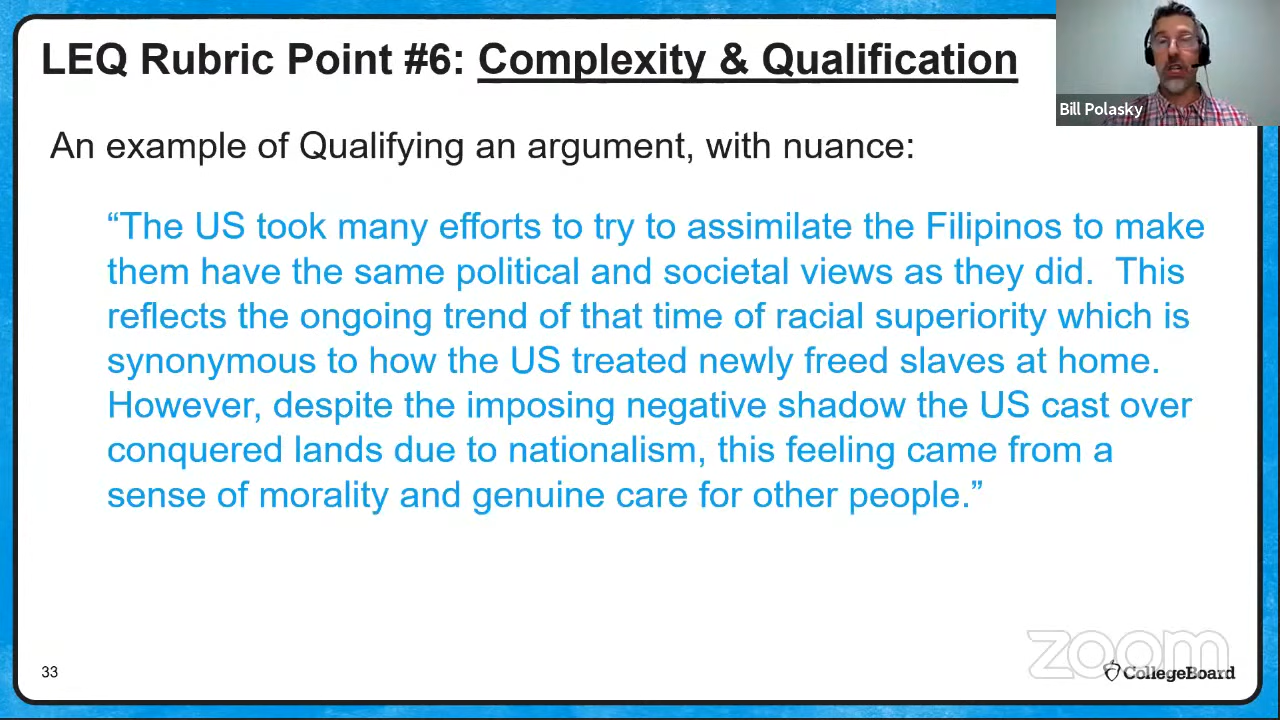 LEQ Rubric Point #6: Complexity & Qualification
Bill Polasky
An example of Qualifying an argument, with nuance:
“The US took many efforts to try to assimilate the Filipinos to make
them have the same political and societal views as they did.  This
reflects the ongoing trend of that time of racial superiority which is
synonymous to how the US treated newly freed slaves at home.
However, despite the imposing negative shadow the US cast over
conquered lands due to nationalism, this feeling came from a
sense of morality and genuine care for other people.”
zoom
33
CollegeBoard